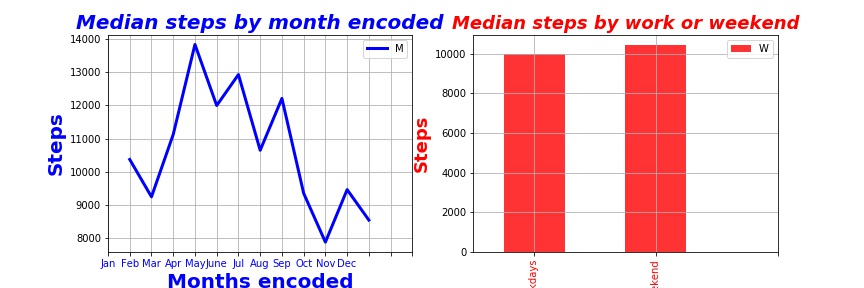 Median steps by month encoded
Median steps by work or weekend
14000
13000
12000
11000
10000
9000
8000
Steps
M
Jan Feb Mar Apr May June Jul Aug Sep Oct Nov Dec
Months encoded
10000
8000
6000
4000
2000
0
Steps
W
kdays
ekend